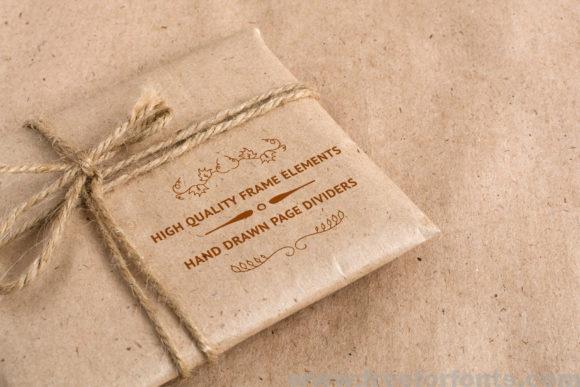 HIGH QUALITY FRAME ELEMENTS
HAND DRAWN PAGE DIVIDERS